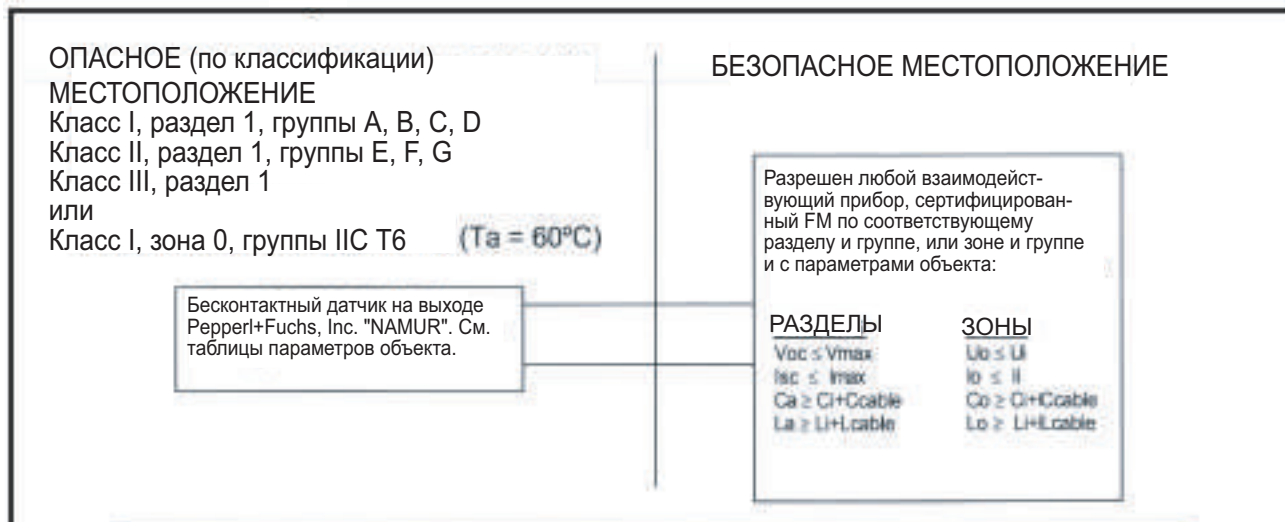 ОПАСНОЕ (по классификации)
МЕСТОПОЛОЖЕНИЕ
Класс I, раздел 1, группы A, B, C, D
Класс II, раздел 1, группы E, F, G
Класс III, раздел 1
или
Класс I, зона 0, группы IIC T6 (Ta = 60ºC)
Бесконтактный датчик на выходе
Pepperl+Fuchs, Inc. "NAMUR". См.
таблицы параметров объекта.
БЕЗОПАСНОЕ МЕСТОПОЛОЖЕНИЕ
Разрешен любой взаимодейст-
вующий прибор, сертифицирован-
ный FM по соответствующему
разделу и группе, или зоне и группе
и с параметрами объекта:
РАЗДЕЛЫ ЗОНЫ
Voc ≤ Vmax Uo ≤ Ui
Isc ≤ Imax Io ≤ Ii
Ca ≥ Ci+Ccable Co ≥ Ci+Ccable
La ≥ Li+Lcable Lo ≥ Li+Lcable